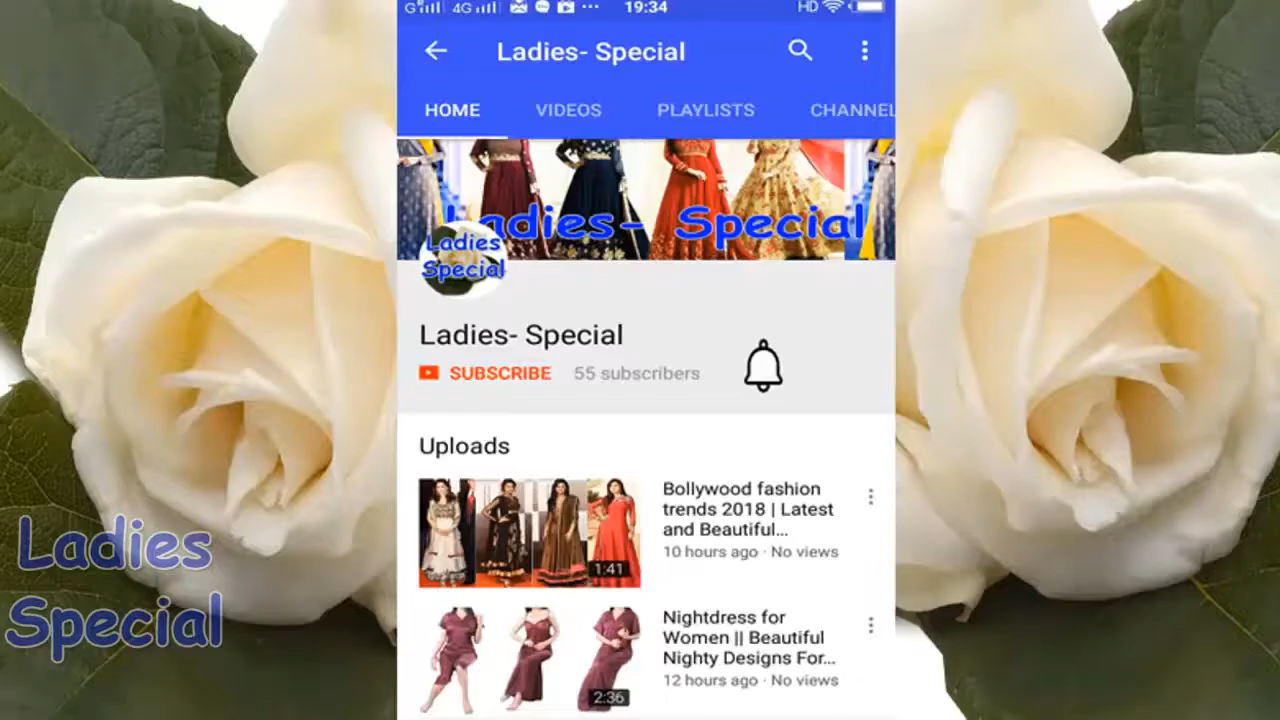 G 4G ... 19:34 HD
Ladies- Special
HOME VIDEOS PLAYLISTS CHANNEL
Ladies- Special
Ladies
Special
Ladies- Special
SUBSCRIBE 55 subscribers
Uploads
Bollywood fashion
trends 2018 | Latest
and Beautiful...
10 hours ago · No views
1:41
Nightdress for
Women || Beautiful
Nighty Designs For...
12 hours ago · No views
2:36
Ladies
Special